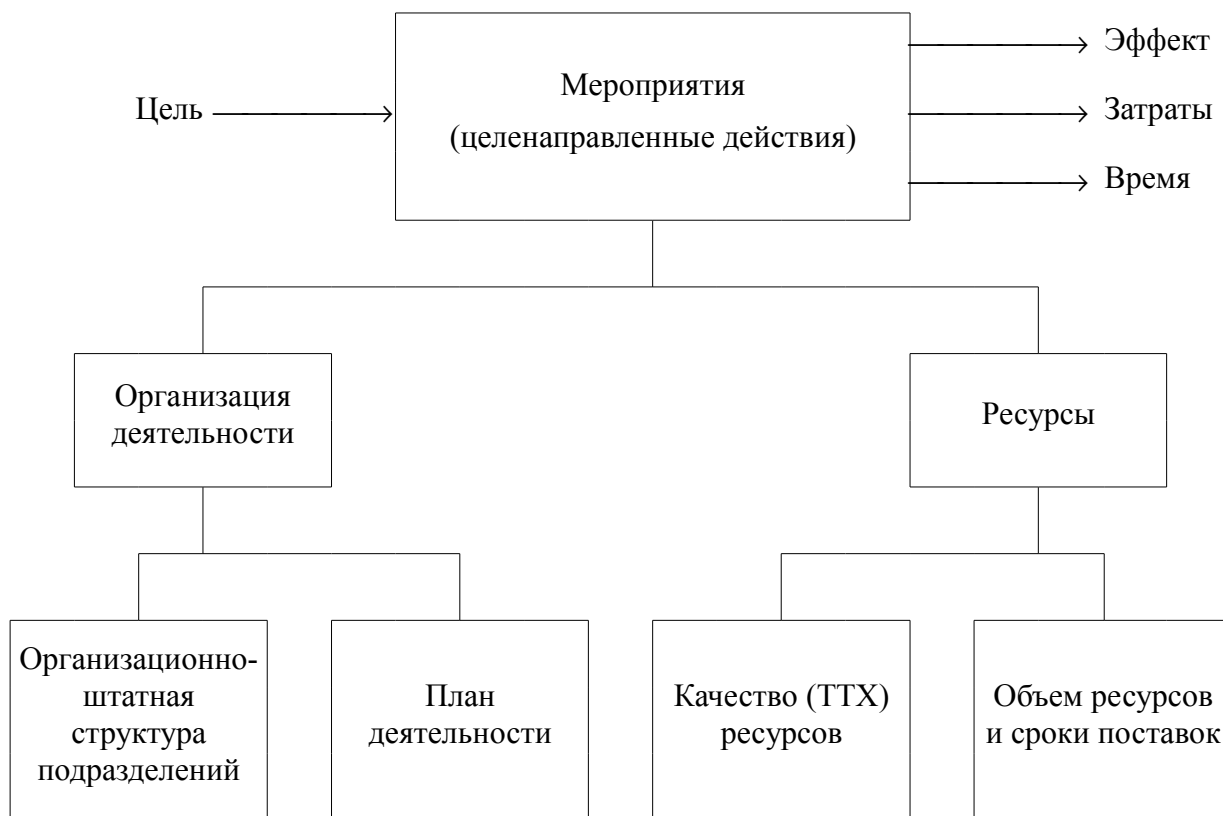 Эффект
Мероприятия
Цель
(целенаправленные действия)
Затраты
Время
Организация
деятельности
Ресурсы
Организационно-
штатная
структура
подразделений
План
деятельности
Качество (ТТХ)
ресурсов
Объем ресурсов
и сроки поставок